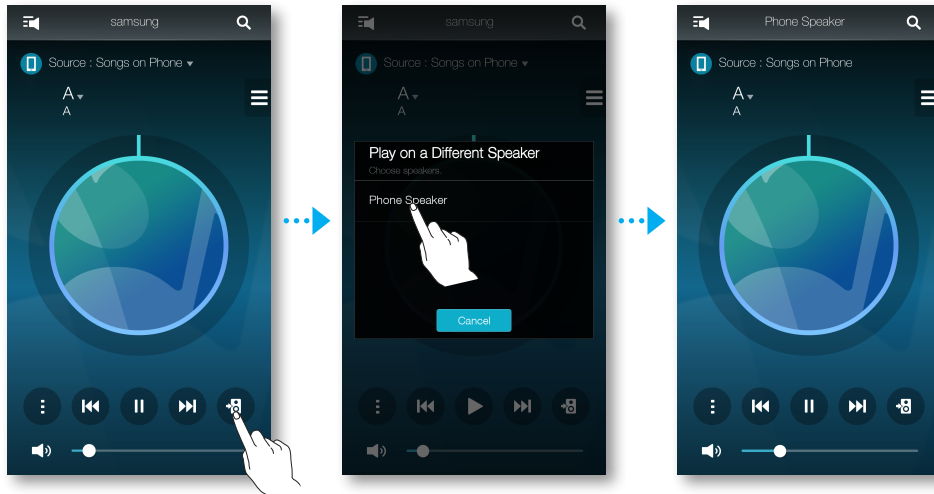 samsung
Source : Songs on Phone
A
A
samsung
Source : Songs on Phone
A
A
Play on a Different Speaker
Choose speakers.
Phone Speaker
Cancel
Phone Speaker
Source : Songs on Phone
A
A